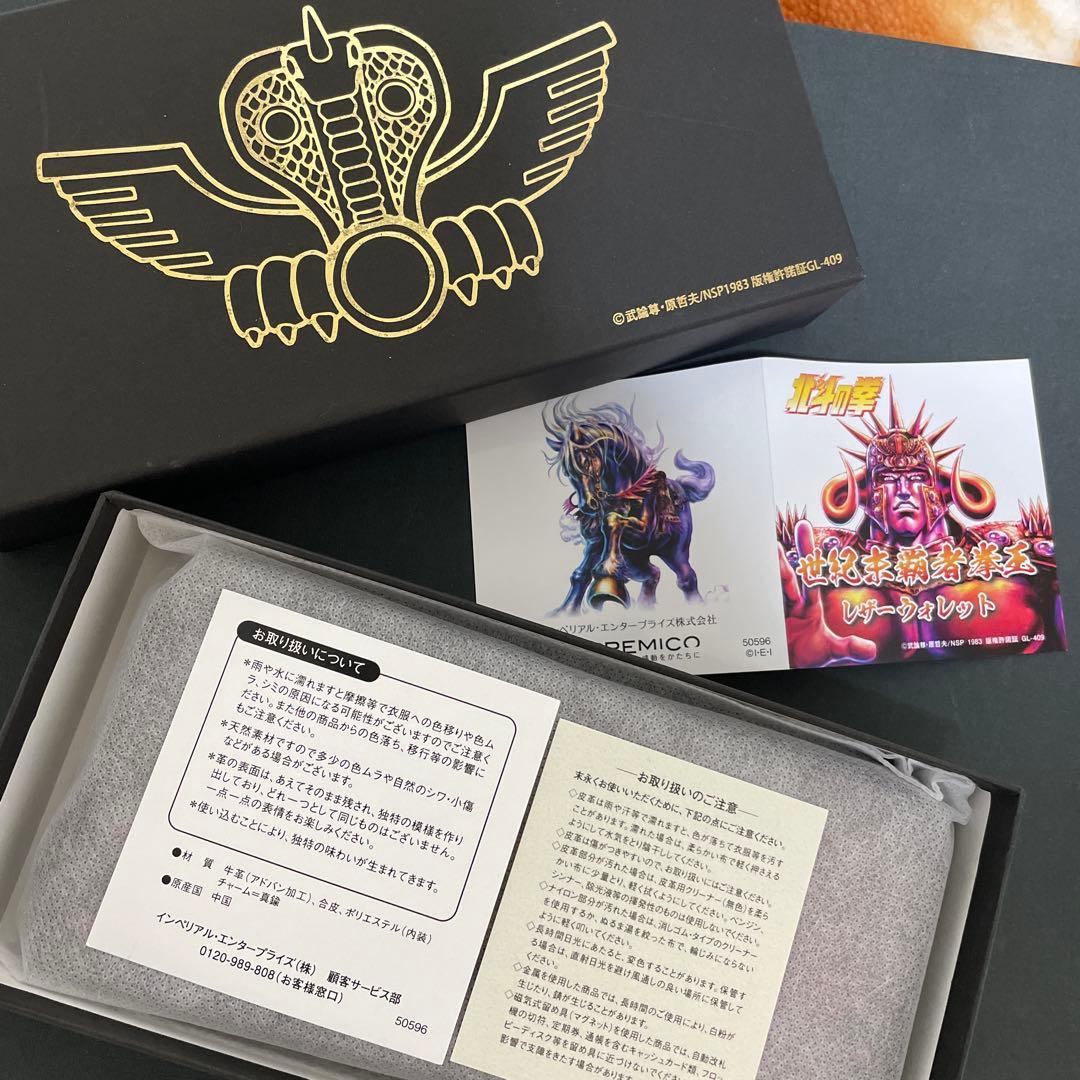 ©武論尊・原哲夫/NSP1983 版権許諾証GL-409
北斗の拳
世紀末覇者拳王
レザーウォレット
©武論尊・原哲夫/NSP 1983 版権許諾証 GL-409
ペリアル・エンタープライズ株式会社
REMICO
感動をかたちに
50596
©I・E・I
お取り扱いについて
*雨や水に濡れますと摩擦等で衣服への色移りや色ム
ラ、シミの原因になる可能性がございますのでご注意く
ださい。また他の商品からの色落ち、移行等の影響に
もご注意ください。
*天然素材ですので多少の色ムラや自然のシワ・小傷
などがある場合がございます。
*革の表面は、あえてそのまま残され、独特の模様を作り
出しており、どれ一つとして同じものはございません。
一点一点の表情をお楽しみください。
*使い込むことにより、独特の味わいが生まれてきます。
●材 質 牛革(アドバン加工)、合皮、ポリエステル(内装)
チャーム=真鍮
●原産国 中国
インペリアル・エンタープライズ(株) 顧客サービス部
0120-989-808(お客様窓口)
50596
お取り扱いのご注意
末永くお使いいただくために、下記の点にご注意ください。
◇皮革は雨や汗等で濡れますと、色が落ちて衣服等を汚す
ことがあります。濡れた場合は、柔らかい布で軽く押さえる
ようにして水気をとり陰干ししてください。
◇皮革は傷がつきやすいので、お取り扱いにはご注意ください。
◇皮革部分が汚れた場合は、皮革用クリーナー(無色)を柔ら
かい布に少量とり、軽く拭くようにしてください。ベンジン、
シンナー、除光液等の揮発性のものは使用しないでください。
◇ナイロン部分が汚れた場合は、消しゴム・タイプのクリーナー
を使用するか、ぬるま湯を絞った布で、輪じみにならない
ように軽く叩いてください。
◇長時間日光にあたると、変色することがあります。保管す
る場合は、直射日光を避け風通しの良い場所に保管して
ください。
◇金属を使用した商品では、長時間のご使用により、白粉が
生じたり、錆が生じることがあります。
◇磁気式留め具(マグネット)を使用した商品では、自動改札
機の切符、定期券、通帳を含むキャッシュカード類、フロッ
ピーディスク等を留め具に近づけないでください
影響で支障をきたす場合があります